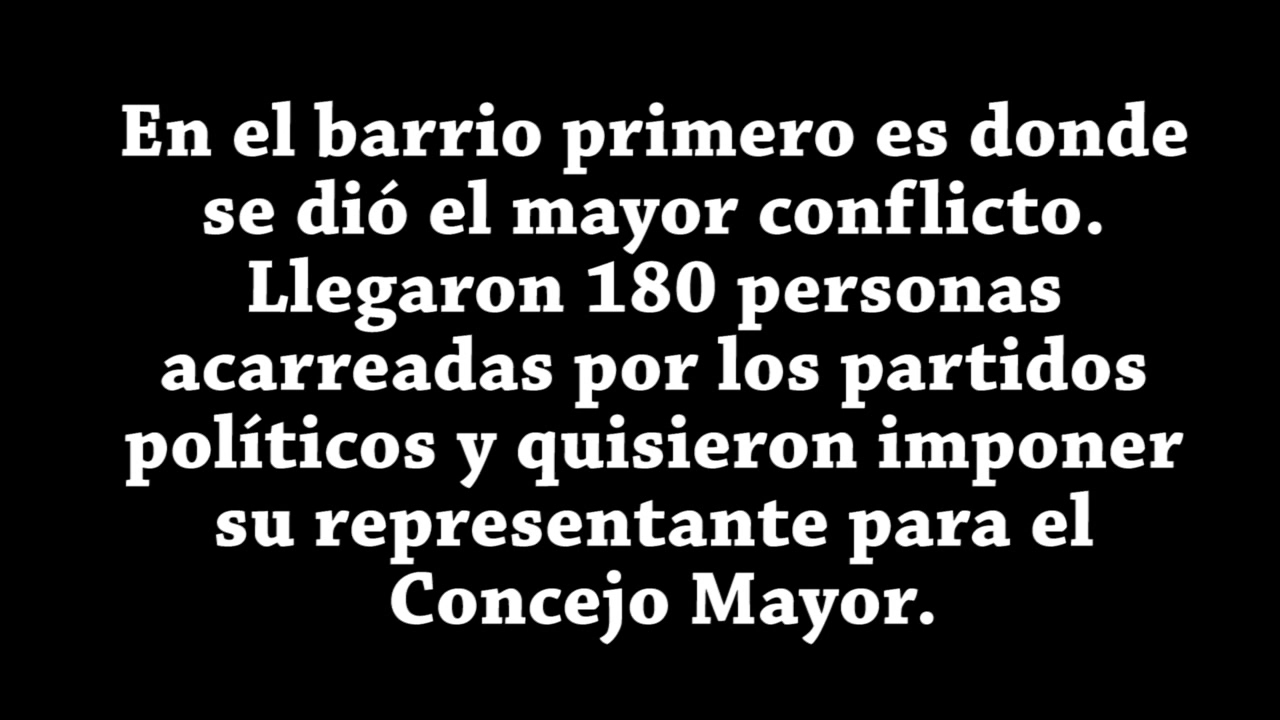 En el barrio primero es donde
se dió el mayor conflicto.
Llegaron 180 personas
acarreadas por los partidos
políticos y quisieron imponer
su representante para el
Concejo Mayor.